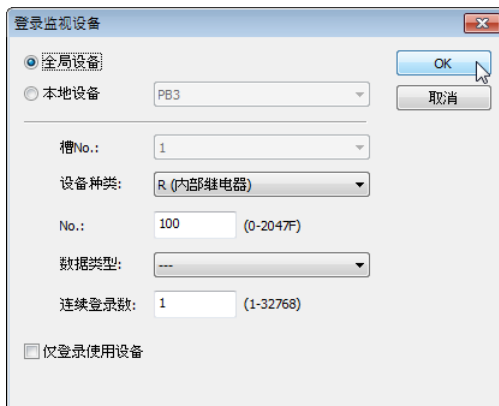 登录监视设备
全局设备
OK
本地设备 PB3
取消
槽No.: 1
设备种类: R (内部继电器)
No.: 100 (0-2047F)
数据类型: ---
连续登录数: 1 (1-32768)
仅登录使用设备